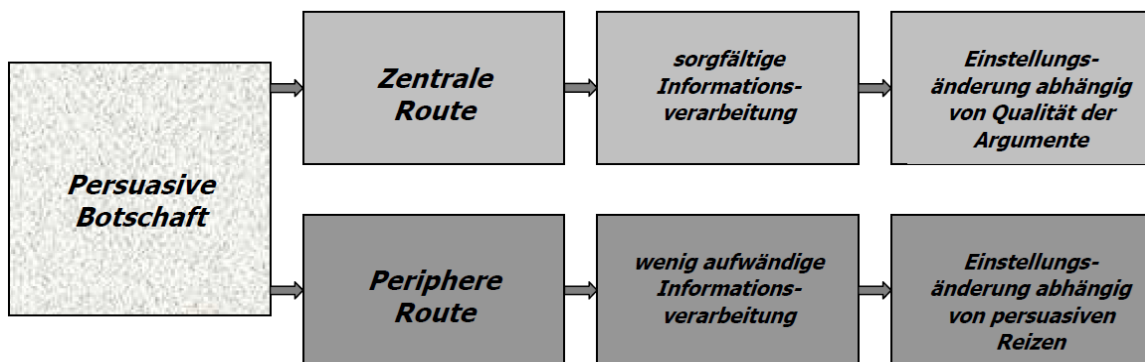 Persuasive
Botschaft
Zentrale
Route
sorgfältige
Informations-
verarbeitung
Einstellungs-
änderung abhängig
von Qualität der
Argumente
Periphere
Route
wenig aufwändige
Informations-
verarbeitung
Einstellungs-
änderung abhängig
von persuasiven
Reizen